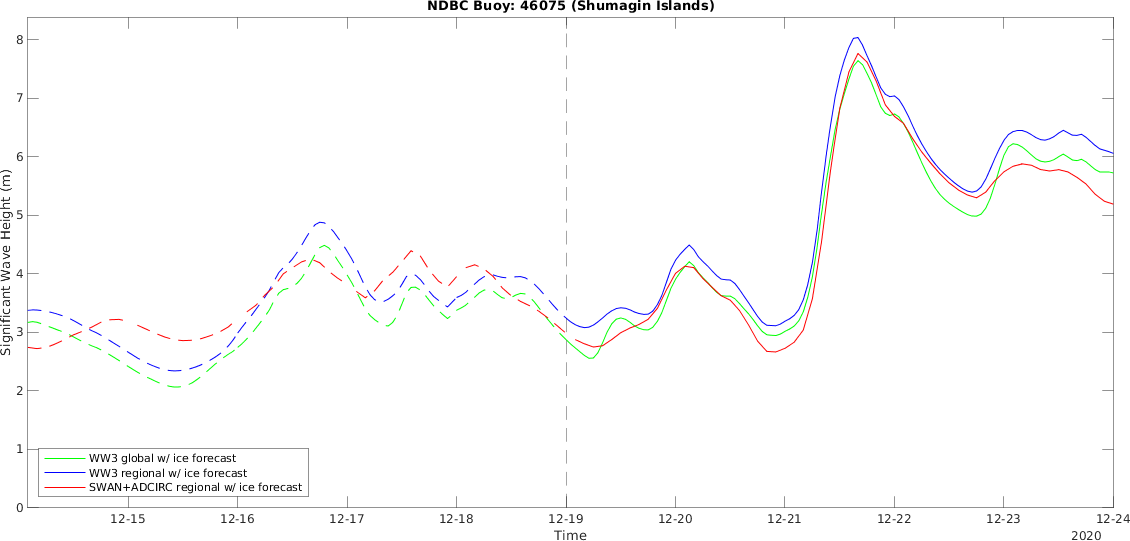 NDBC Buoy: 46075 (Shumagin Islands)
Significant Wave Height (m)
8
7
6
5
4
3
2
1
0
WW3 global w/ ice forecast
WW3 regional w/ ice forecast
SWAN+ADCIRC regional w/ ice forecast
12-15 12-16 12-17 12-18 12-19 12-20 12-21 12-22 12-23 12-24
Time
2020